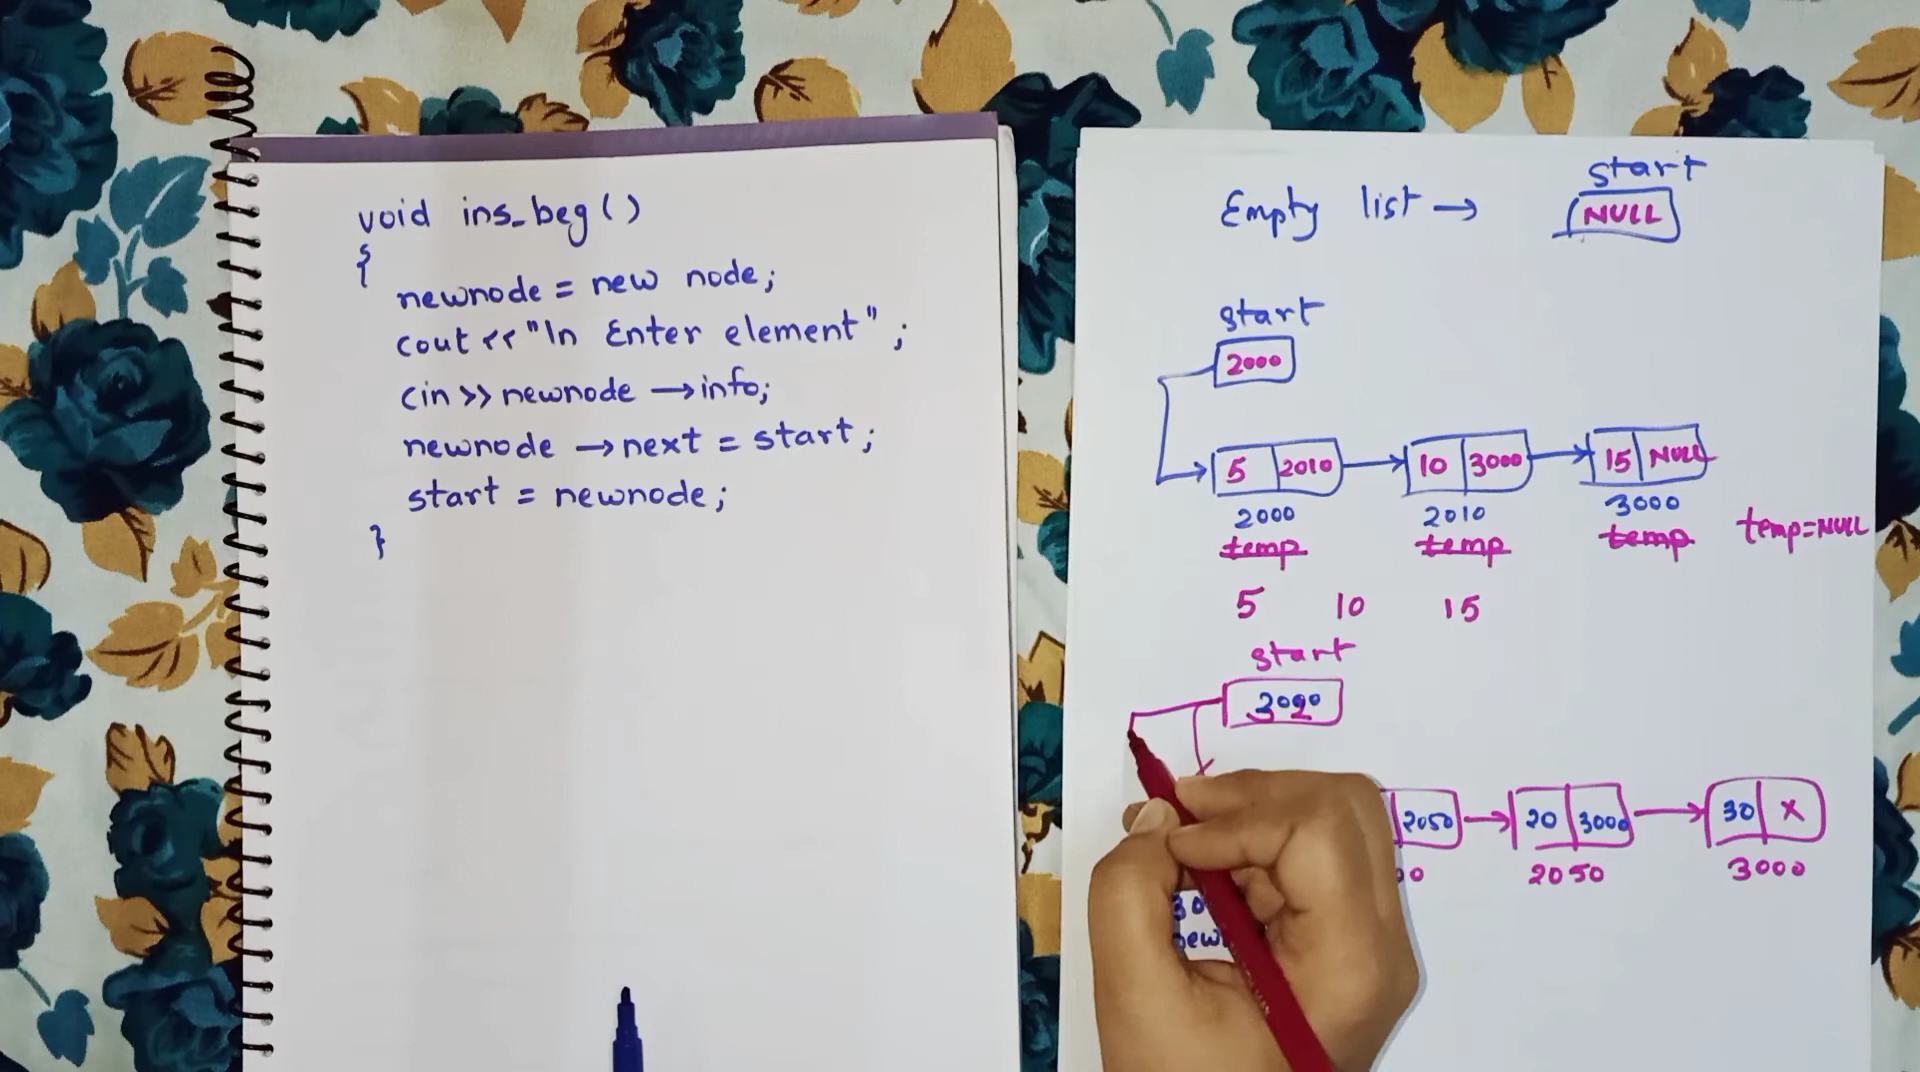 void ins_beg()
{
newnode = new node;
cout << "\n Enter element" ;
cin >> newnode → info;
newnode → next = start;
start = newnode;
}
Empty list →
start
NULL
start
2000
5 2010 → 10 3000 → 15 NULL
2000 2010 3000
temp temp temp temp=NULL
5 10 15
start
2050 → 20 3000 → 30 X
2050 3000